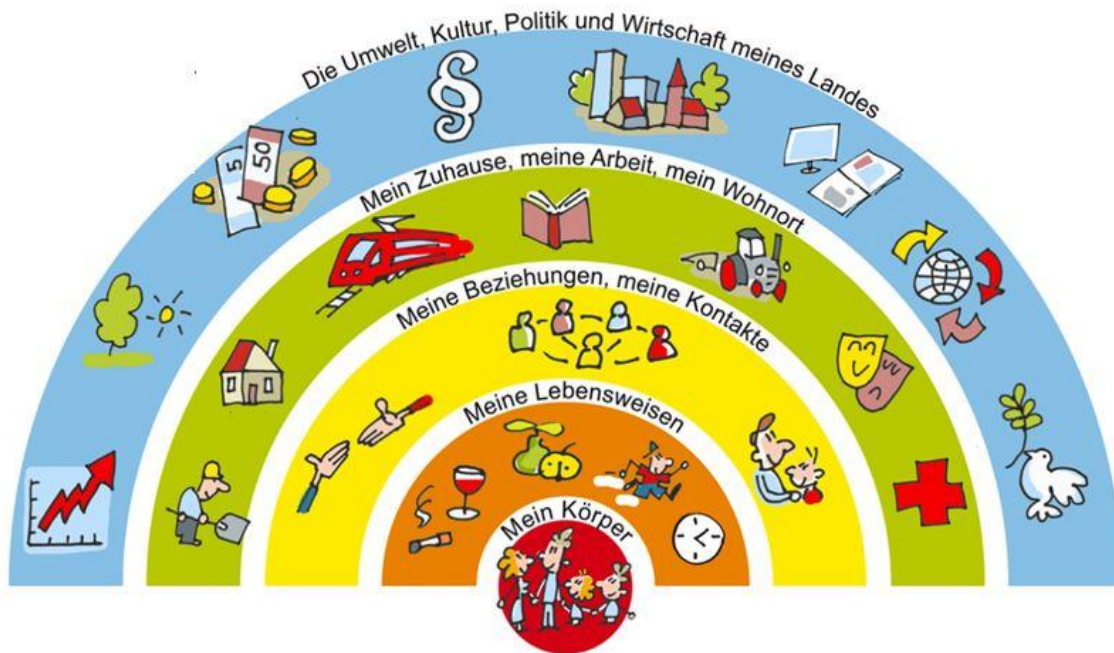 Die Umwelt, Kultur, Politik und Wirtschaft meines Landes
§
5
50
Mein Zuhause, meine Arbeit, mein Wohnort
Meine Beziehungen, meine Kontakte
Meine Lebensweisen
Mein Körper